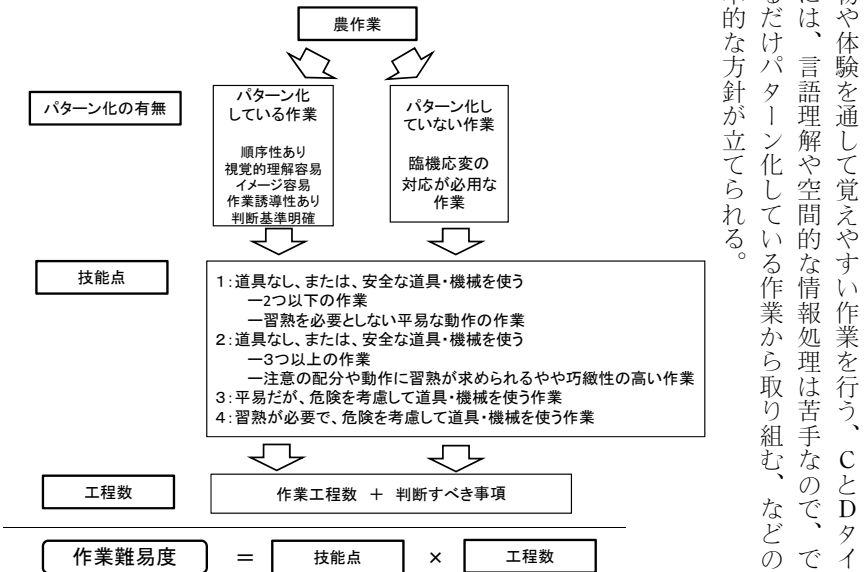 物や体験を通して覚えやすい作業を行う、CとDタイ
には、言語理解や空間的な情報処理は苦手なので、で
るだけパターン化している作業から取り組む、などの
本的な方針が立てられる。
農作業
パターン化の有無
パターン化
している作業
順序性あり
視覚的理解容易
イメージ容易
作業誘導性あり
判断基準明確
パターン化し
ていない作業
臨機応変の
対応が必用な
作業
技能点
1:道具なし、または、安全な道具・機械を使う
ー2つ以下の作業
ー習熟を必要としない平易な動作の作業
2:道具なし、または、安全な道具・機械を使う
ー3つ以上の作業
ー注意の配分や動作に習熟が求められるやや巧緻性の高い作業
3:平易だが、危険を考慮して道具・機械を使う作業
4:習熟が必要で、危険を考慮して道具・機械を使う作業
工程数
作業工程数 + 判断すべき事項
作業難易度 = 技能点 × 工程数